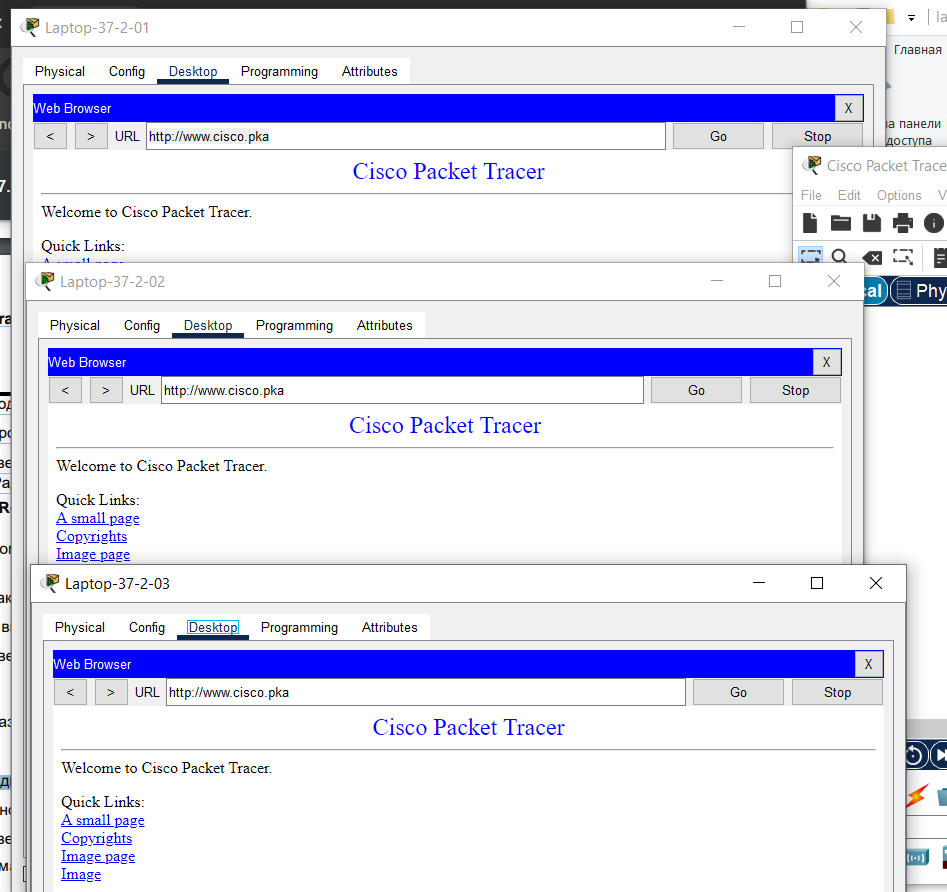 Laptop-37-2-01
Physical Config Desktop Programming Attributes
Web Browser X
< > URL http://www.cisco.pka Go Stop
Cisco Packet Tracer
Welcome to Cisco Packet Tracer.
Quick Links:
A small page
Laptop-37-2-02
Physical Config Desktop Programming Attributes
Web Browser X
< > URL http://www.cisco.pka Go Stop
Cisco Packet Tracer
Welcome to Cisco Packet Tracer.
Quick Links:
A small page
Copyrights
Image page
Laptop-37-2-03
Physical Config Desktop Programming Attributes
Web Browser X
< > URL http://www.cisco.pka Go Stop
Cisco Packet Tracer
Welcome to Cisco Packet Tracer.
Quick Links:
A small page
Copyrights
Image page
Image
Главная
на панели
доступа
Cisco Packet Trace
File Edit Options V
al Phy